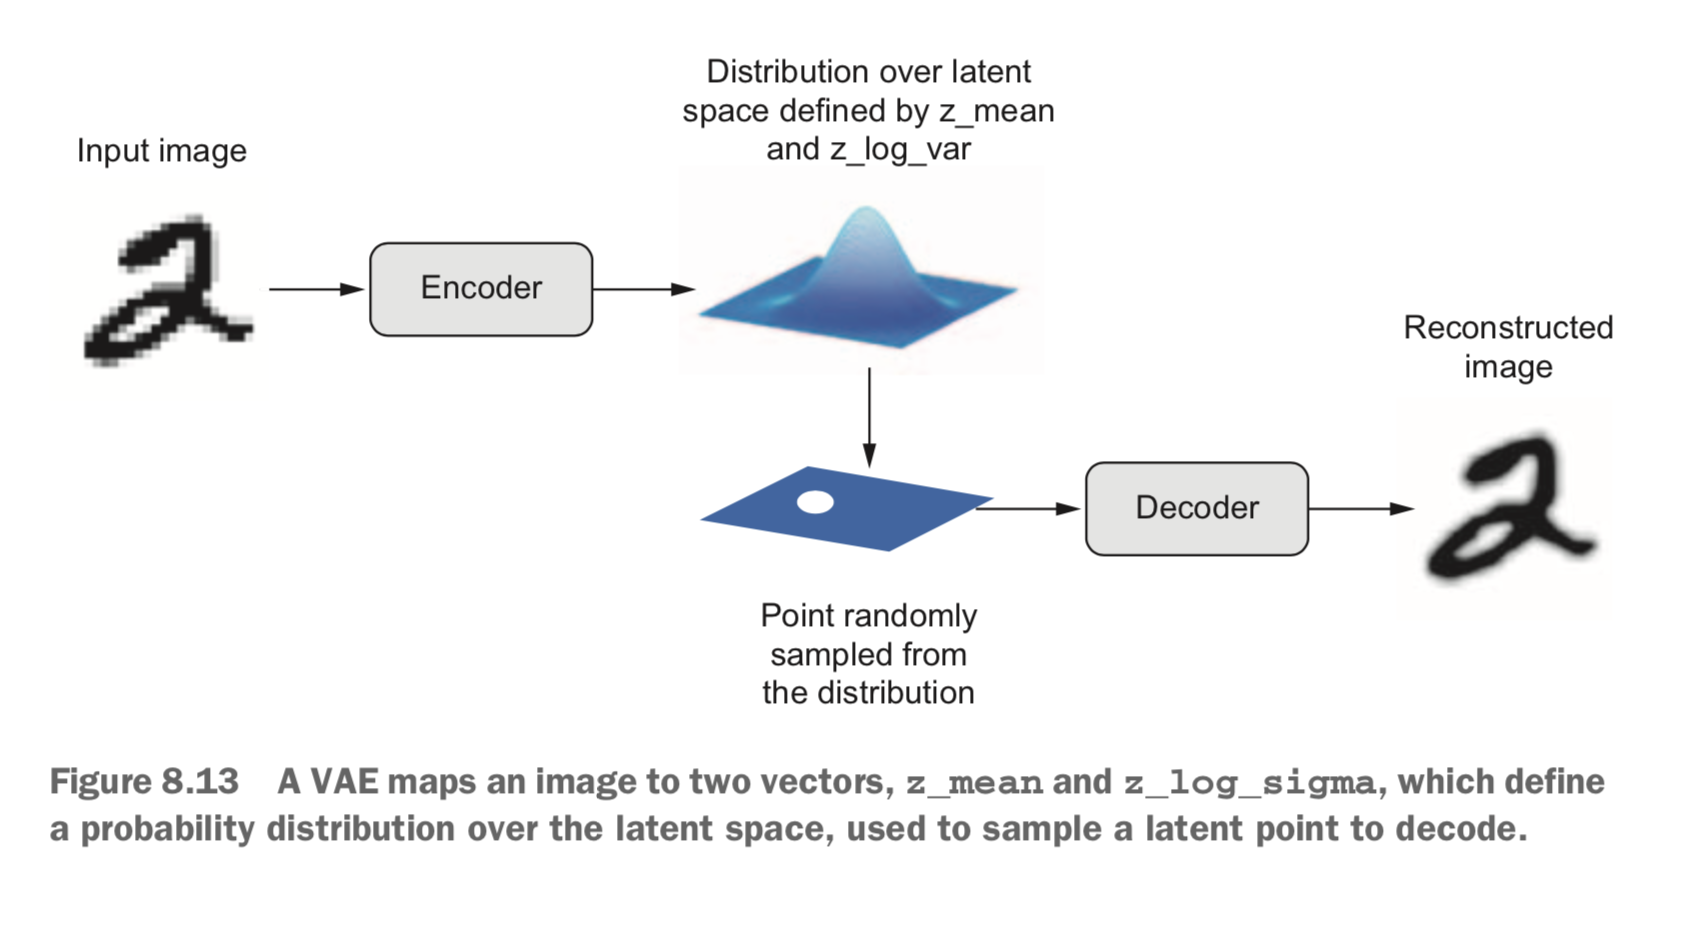 Distribution over latent
space defined by z_mean
and z_log_var
Input image
Encoder
Reconstructed
image
Decoder
Point randomly
sampled from
the distribution
Figure 8.13 A VAE maps an image to two vectors, z_mean and z_log_sigma, which define
a probability distribution over the latent space, used to sample a latent point to decode.